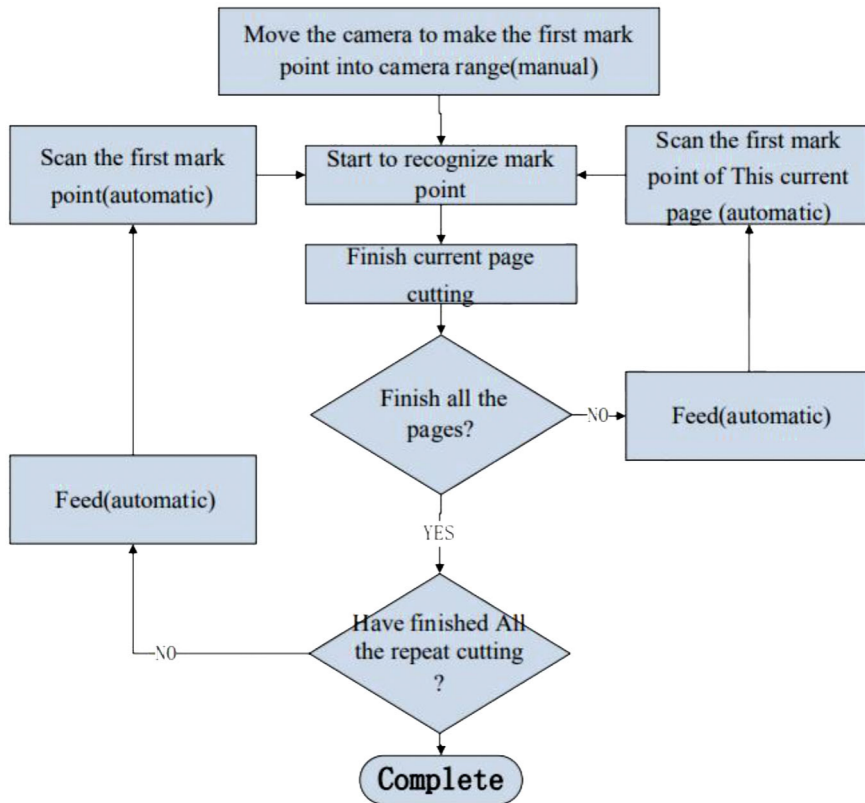 Move the camera to make the first mark
point into camera range(manual)
Scan the first mark
point(automatic)
Start to recognize mark
point
Scan the first mark
point of This current
page (automatic)
Finish current page
cutting
Finish all the
pages?
NO
Feed(automatic)
Feed(automatic)
YES
Have finished All
the repeat cutting
?
NO
Complete